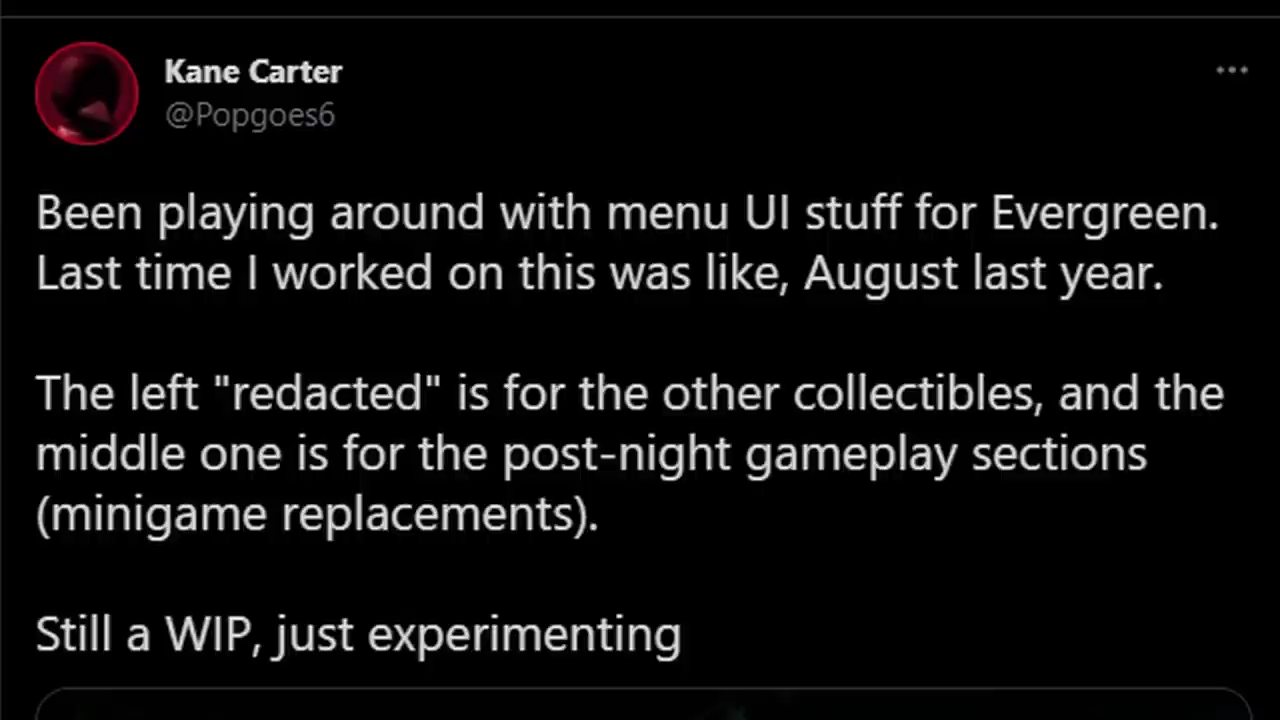 Kane Carter
@Popgoes6
Been playing around with menu UI stuff for Evergreen.
Last time I worked on this was like, August last year.
The left "redacted" is for the other collectibles, and the
middle one is for the post-night gameplay sections
(minigame replacements).
Still a WIP, just experimenting